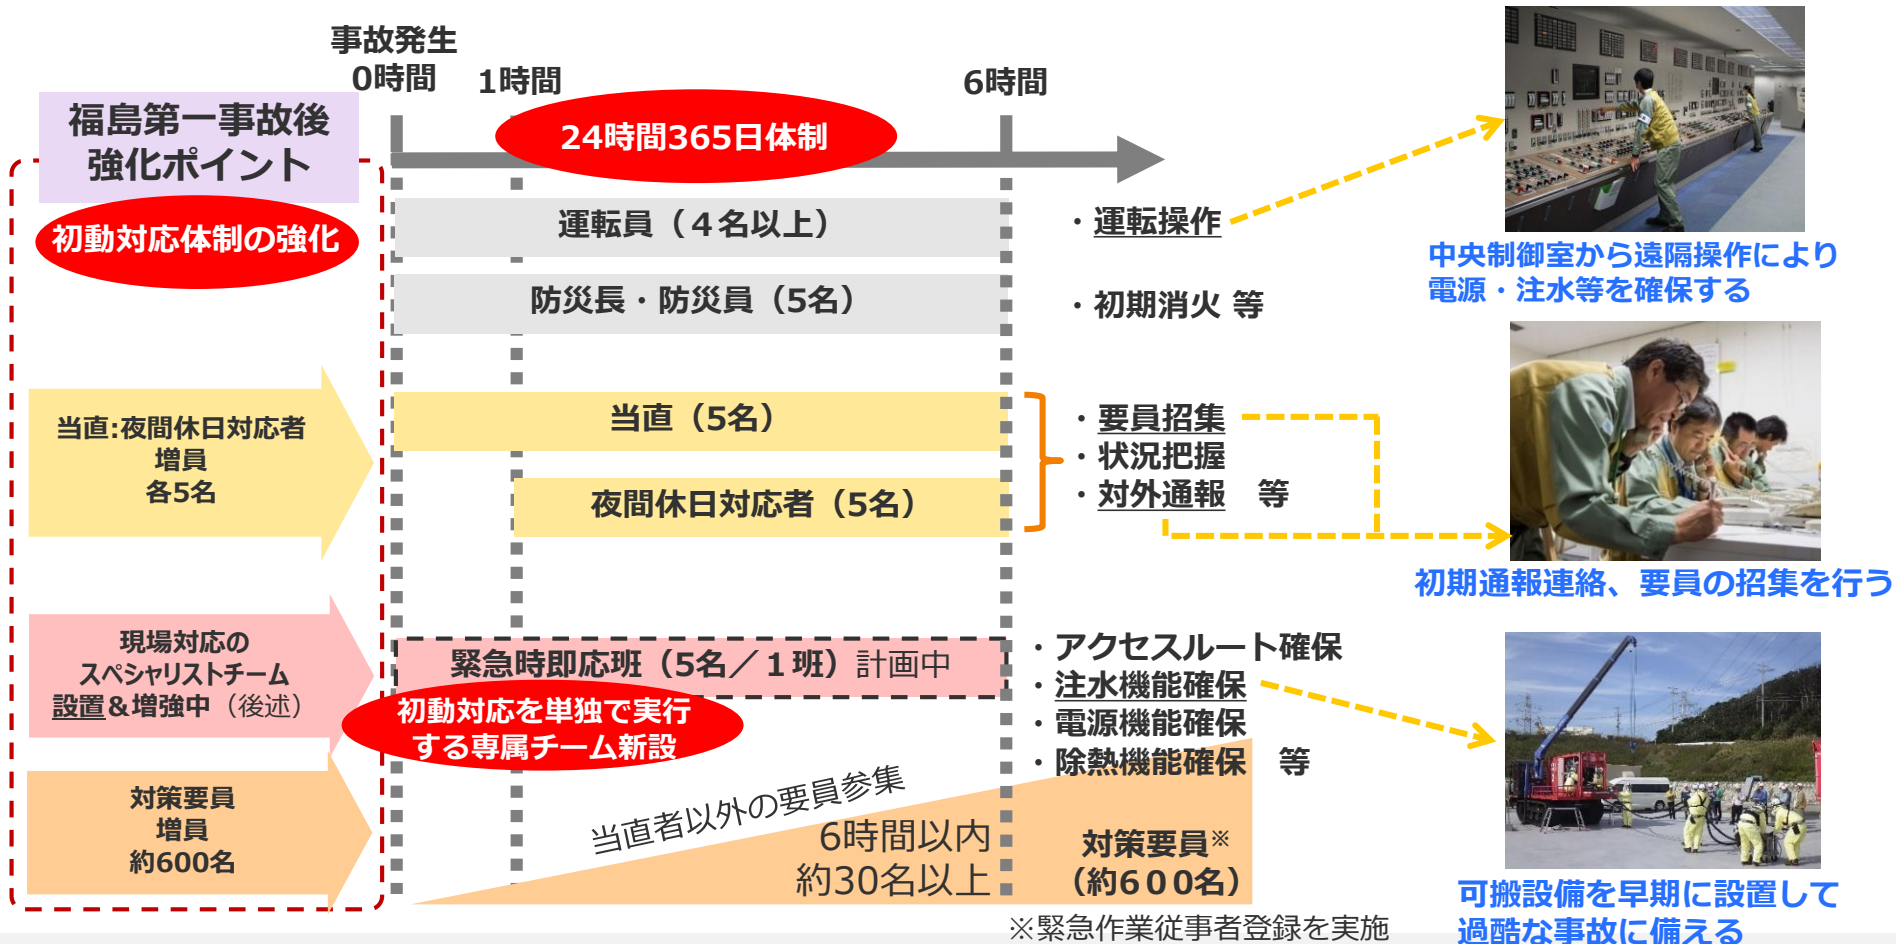 事故発生
0時間
1時間
6時間
福島第一事故後
強化ポイント
24時間365日体制
初動対応体制の強化
運転員（４名以上）
・運転操作
中央制御室から遠隔操作により
電源・注水等を確保する
防災長・防災員（5名）
・初期消火 等
当直:夜間休日対応者
増員
各5名
当直（5名）
夜間休日対応者（5名）
・要員招集
・状況把握
・対外通報　等
初期通報連絡、要員の招集を行う
現場対応の
スペシャリストチーム
設置＆増強中（後述）
緊急時即応班（5名／１班）計画中
初動対応を単独で実行
する専属チーム新設
・アクセスルート確保
・注水機能確保
・電源機能確保
・除熱機能確保　等
対策要員
増員
約600名
当直者以外の要員参集
6時間以内
約30名以上
対策要員※
（約６００名）
可搬設備を早期に設置して
過酷な事故に備える
※緊急作業従事者登録を実施